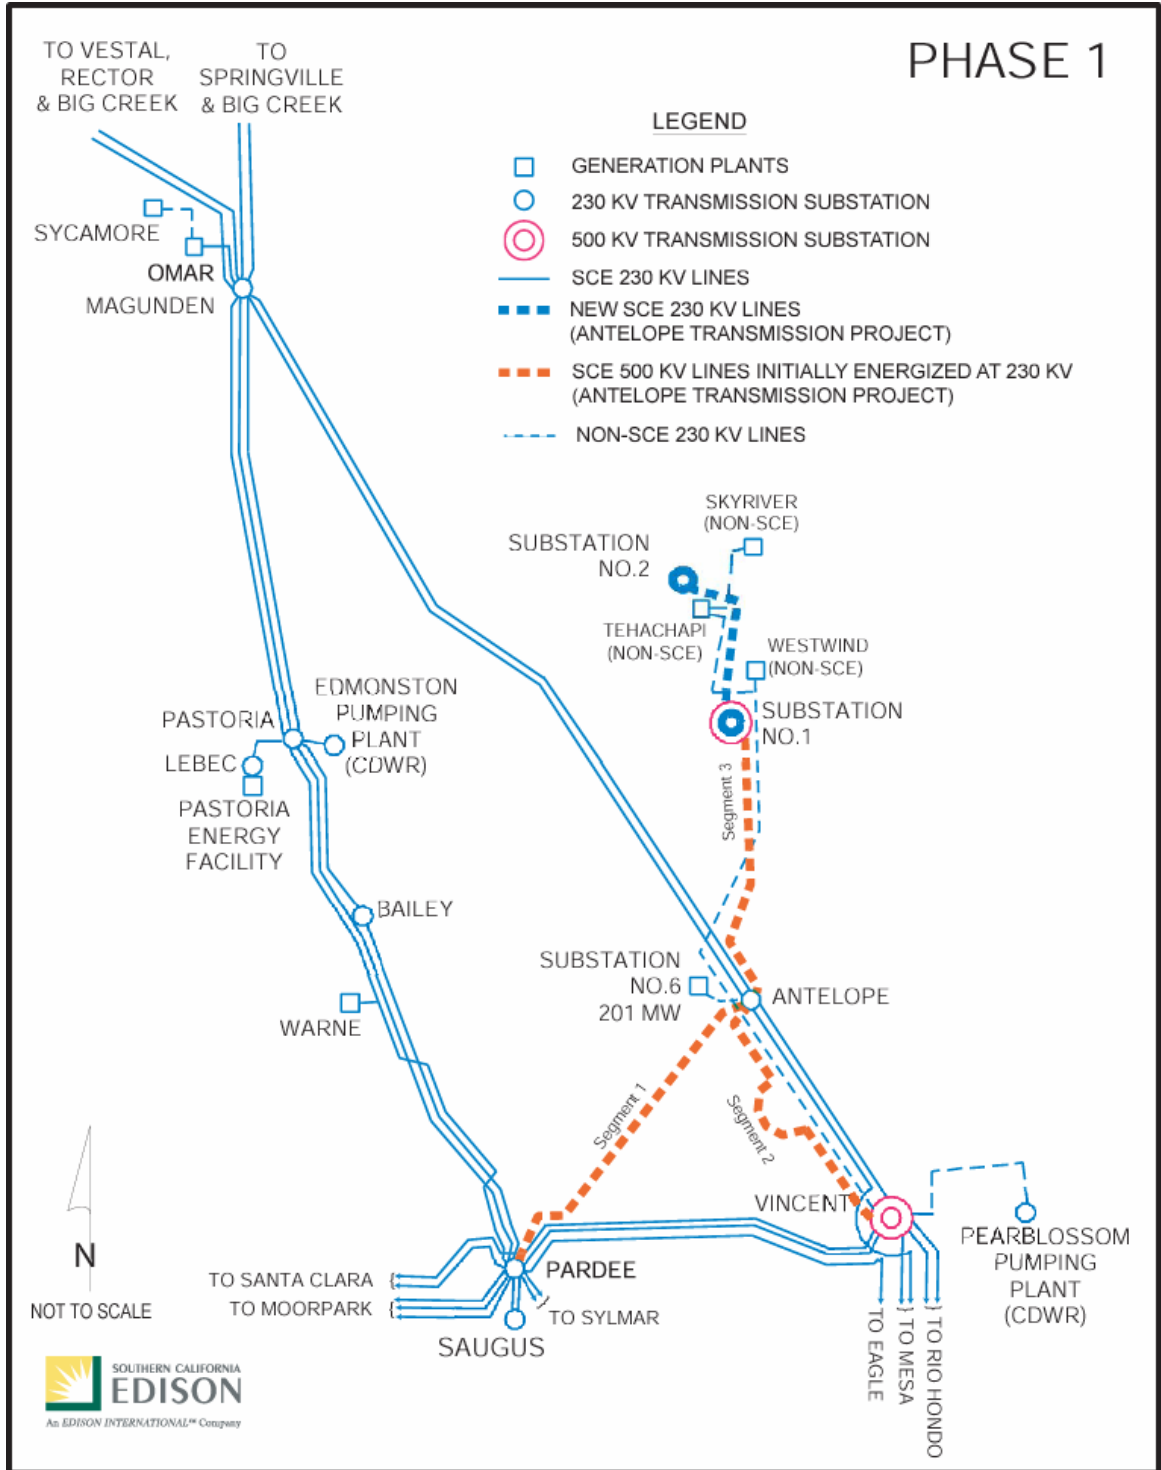 TO VESTAL,
RECTOR
& BIG CREEK
TO
SPRINGVILLE
& BIG CREEK
PHASE 1
LEGEND
GENERATION PLANTS
230 KV TRANSMISSION SUBSTATION
500 KV TRANSMISSION SUBSTATION
SCE 230 KV LINES
NEW SCE 230 KV LINES
(ANTELOPE TRANSMISSION PROJECT)
SCE 500 KV LINES INITIALLY ENERGIZED AT 230 KV
(ANTELOPE TRANSMISSION PROJECT)
NON-SCE 230 KV LINES
SYCAMORE
OMAR
MAGUNDEN
SKYRIVER
(NON-SCE)
SUBSTATION
NO.2
TEHACHAPI
(NON-SCE)
WESTWIND
(NON-SCE)
SUBSTATION
NO.1
EDMONSTON
PUMPING
PLANT
(CDWR)
PASTORIA
LEBEC
PASTORIA
ENERGY
FACILITY
Segment 3
BAILEY
WARNE
SUBSTATION
NO.6
201 MW
ANTELOPE
Segment 1
Segment 2
VINCENT
PEARBLOSSOM
PUMPING
PLANT
(CDWR)
N
NOT TO SCALE
TO SANTA CLARA {
TO MOORPARK {
PARDEE
} TO SYLMAR
SAUGUS
TO EAGLE
} TO MESA
} TO RIO HONDO
SOUTHERN CALIFORNIA
EDISON
An EDISON INTERNATIONAL℠ Company